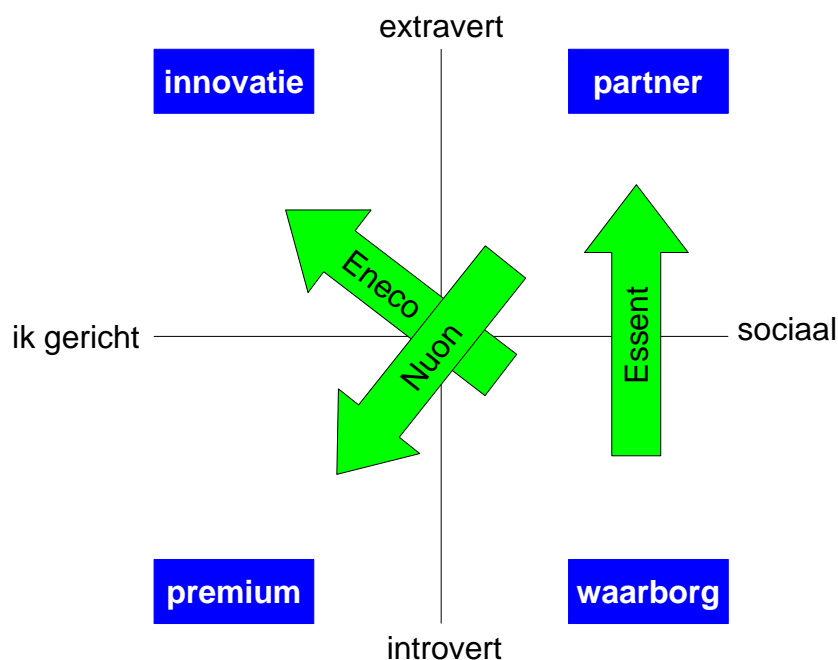 extravert
innovatie
partner
Eneco
Nuon
Essent
ik gericht
sociaal
premium
waarborg
introvert